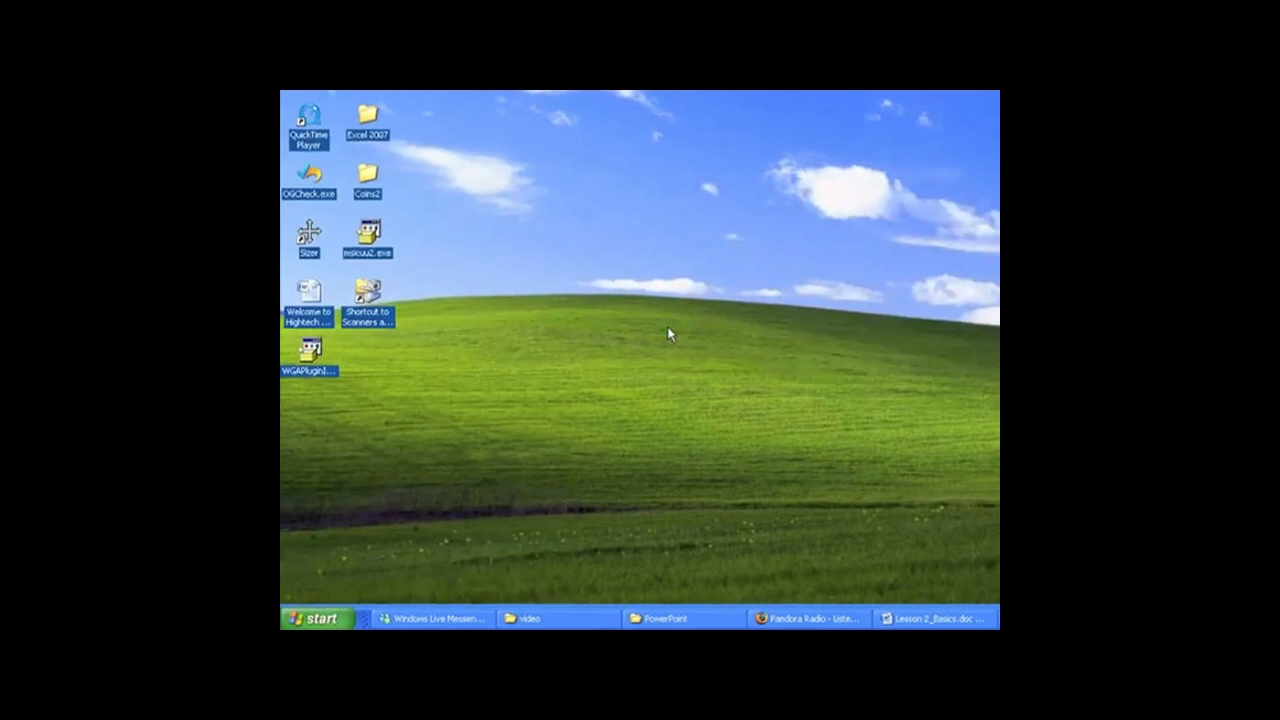 QuickTime
Player
Excel 2007
OGCheck.exe
Coins2
Sizer
msicuu2.exe
Welcome to
Hightech ...
Shortcut to
Scanners a...
WGAPluginI...
start
Windows Live Messen...
video
PowerPoint
Pandora Radio - Liste...
Lesson 2_Basics.doc ...